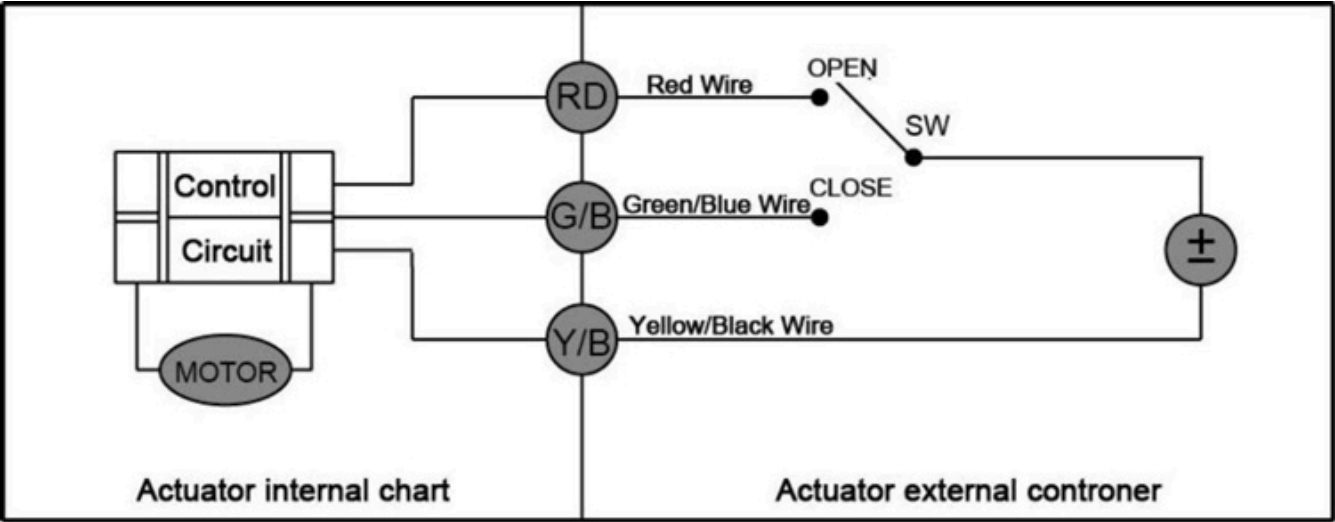 OPEN
RD
Red Wire
SW
Control
CLOSE
G/B
Green/Blue Wire
Circuit
±
Y/B
Yellow/Black Wire
MOTOR
Actuator internal chart
Actuator external controner